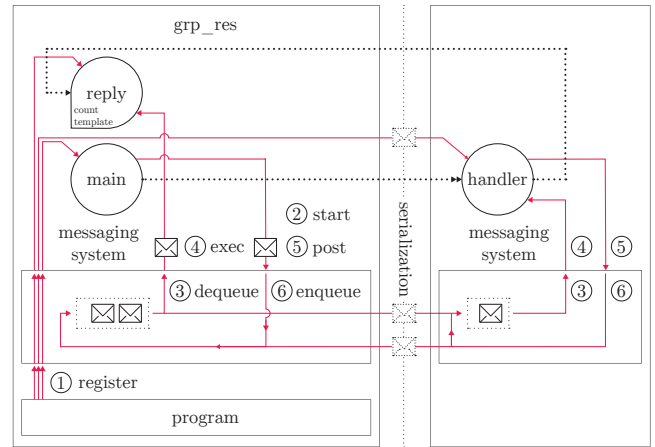 grp_res
reply
count
template
main
handler
② start
messaging
system
④ exec
⑤ post
serialization
messaging
system
④
⑤
③ dequeue
⑥ enqueue
③
⑥
① register
program